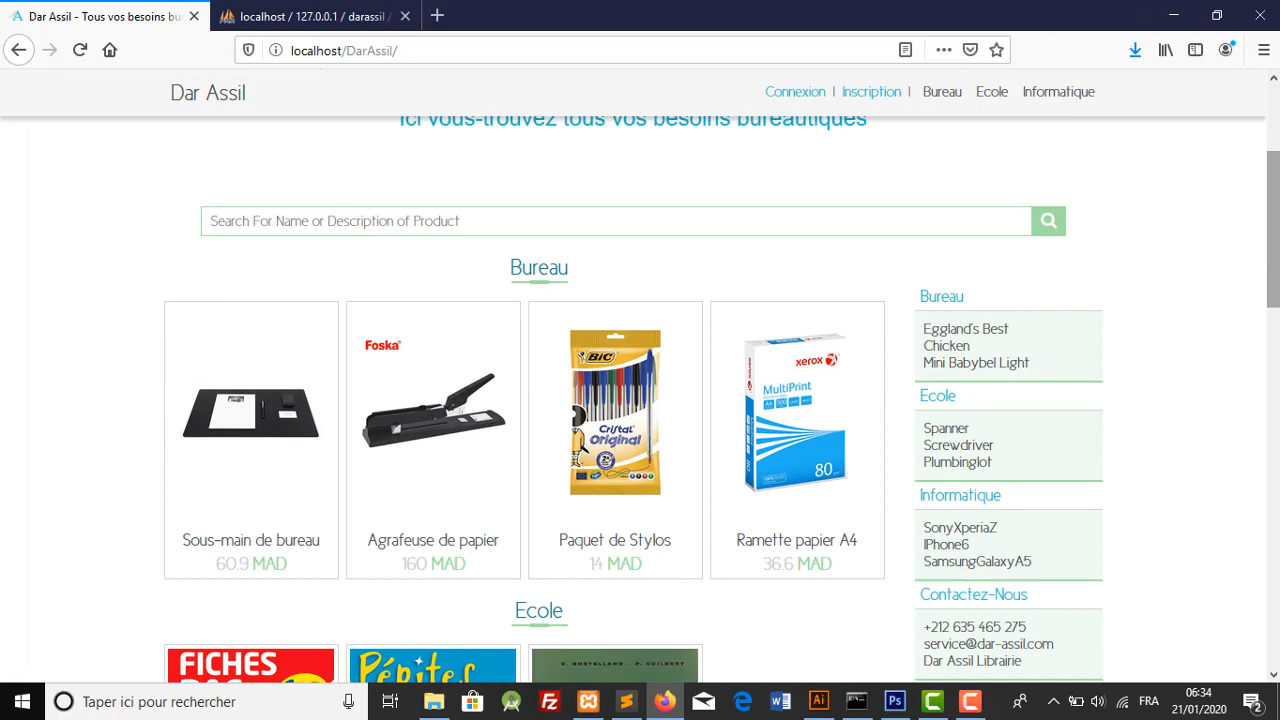 Dar Assil - Tous vos besoins bu
localhost / 127.0.0.1 / darassil /
localhost/DarAssil/
Dar Assil
Connexion | Inscription | Bureau Ecole Informatique
Ici vous-trouvez tous vos besoins bureautiques
Search For Name or Description of Product
Bureau
Foska
BIC
Cristal
Original
xerox
MultiPrint
A4
80
Sous-main de bureau
60.9 MAD
Agrafeuse de papier
160 MAD
Paquet de Stylos
14 MAD
Ramette papier A4
36.6 MAD
Bureau
Eggland's Best
Chicken
Mini Babybel Light
Ecole
Spanner
Screwdriver
Plumbinglot
Informatique
SonyXperiaZ
IPhone6
SamsungGalaxyA5
Contactez-Nous
+212 635 465 275
service@dar-assil.com
Dar Assil Librairie
Ecole
FICHES
Pépites
Taper ici pour rechercher
FRA
06:34
21/01/2020
2